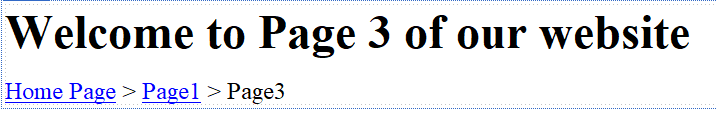 Welcome to Page 3 of our website
Home Page > Page1 > Page3